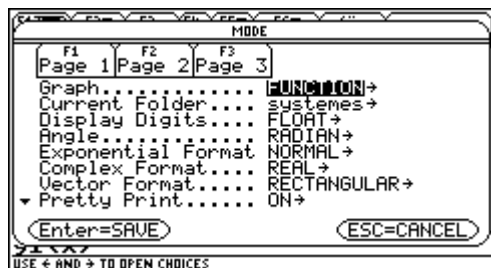 MODE
F1 F2 F3
Page 1 Page 2 Page 3
Graph............. FUNCTION→
Current Folder.... systemes→
Display Digits.... FLOAT→
Angle............. RADIAN→
Exponential Format NORMAL→
Complex Format.... REAL→
Vector Format..... RECTANGULAR→
▼ Pretty Print...... ON→
Enter=SAVE ESC=CANCEL
USE ← AND → TO OPEN CHOICES